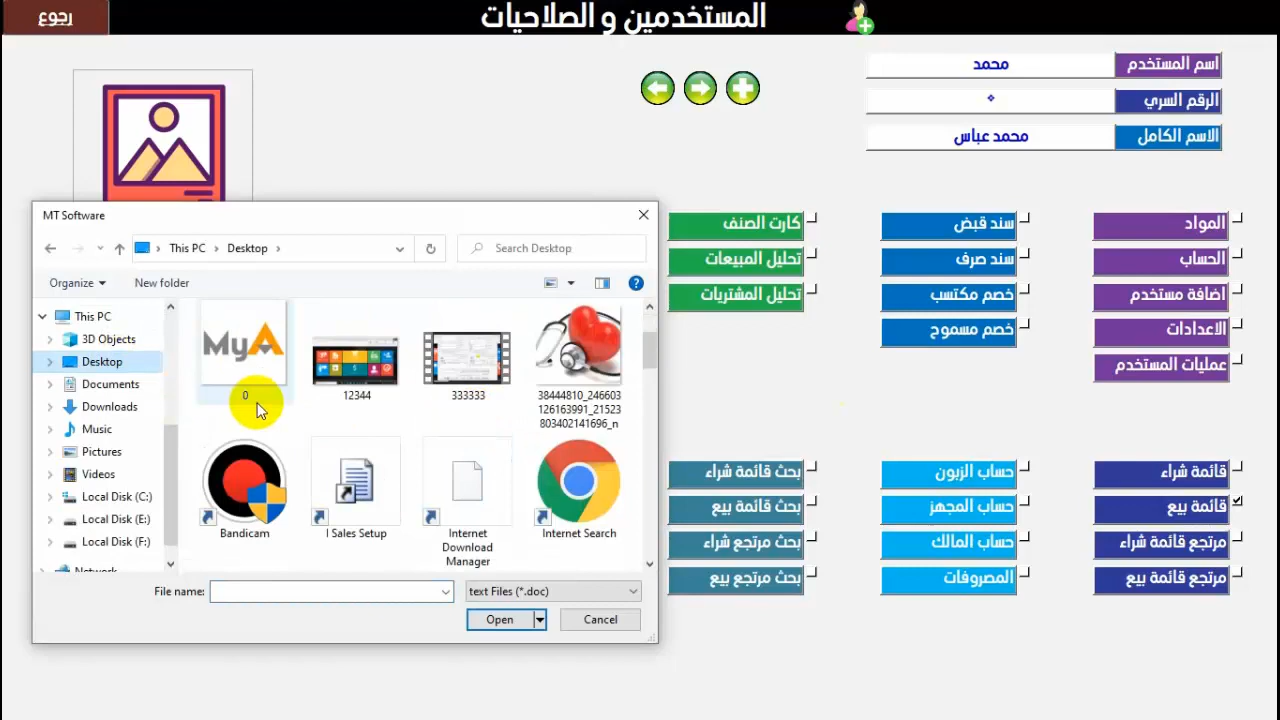 المستخدمين و الصلاحيات
رجوع
اسم المستخدم
محمد
الرقم السري
الاسم الكامل
محمد عباس
المواد
سند قبض
كارت الصنف
الحساب
سند صرف
تحليل المبيعات
اضافة مستخدم
خصم مكتسب
تحليل المشتريات
الاعدادات
خصم مسموح
عمليات المستخدم
قائمة شراء
حساب الزبون
بحث قائمة شراء
قائمة بيع
حساب المجهز
بحث قائمة بيع
مرتجع قائمة شراء
حساب المالك
بحث مرتجع شراء
مرتجع قائمة بيع
المصروفات
بحث مرتجع بيع
MT Software
This PC
Desktop
Search Desktop
Organize
New folder
This PC
3D Objects
Desktop
Documents
Downloads
Music
Pictures
Videos
Local Disk (C:)
Local Disk (E:)
Local Disk (F:)
Network
MyA
0
12344
333333
38444810_246603
126163991_21523
803402141696_n
Bandicam
I Sales Setup
Internet
Download
Manager
Internet Search
File name:
text Files (*.doc)
Open
Cancel